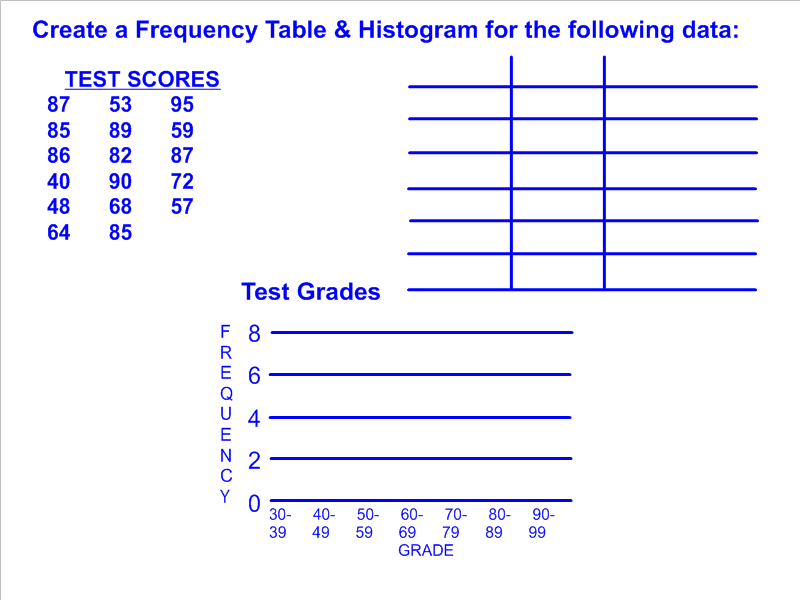 Create a Frequency Table & Histogram for the following data:
TEST SCORES
87 53 95
85 89 59
86 82 87
40 90 72
48 68 57
64 85
Test Grades
FREQUENCY
8
6
4
2
0
30- 40- 50- 60- 70- 80- 90-
39 49 59 69 79 89 99
GRADE